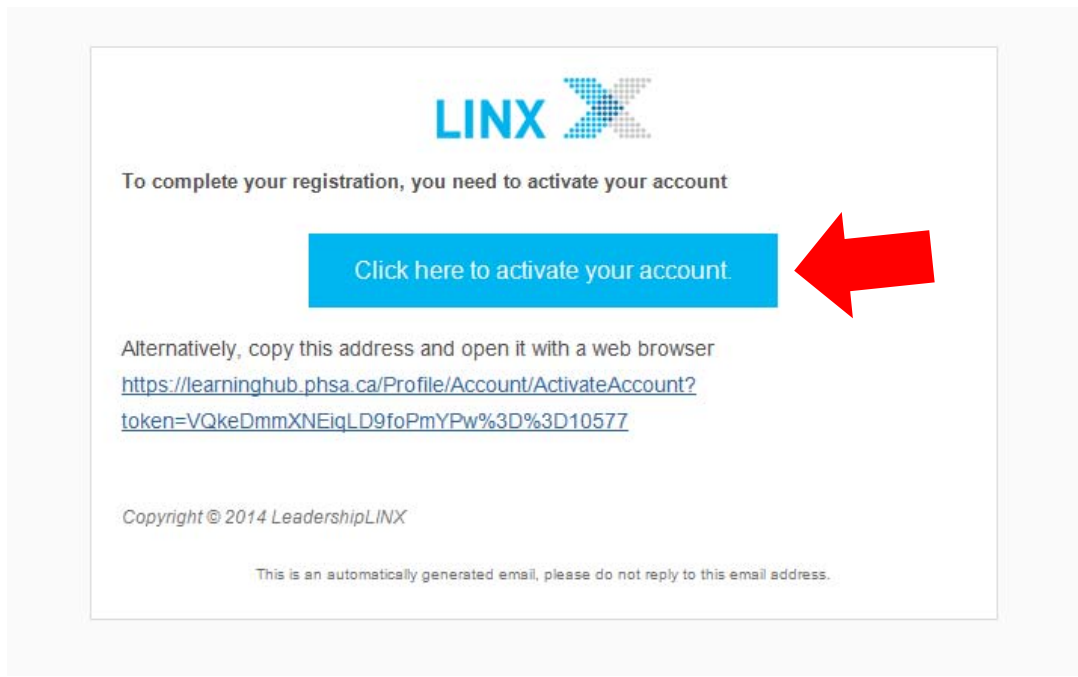 LINX
To complete your registration, you need to activate your account
Click here to activate your account.
Alternatively, copy this address and open it with a web browser
https://learninghub.phsa.ca/Profile/Account/ActivateAccount?
token=VQkeDmmXNEiqLD9foPmYPw%3D%3D10577
Copyright © 2014 LeadershipLINX
This is an automatically generated email, please do not reply to this email address.